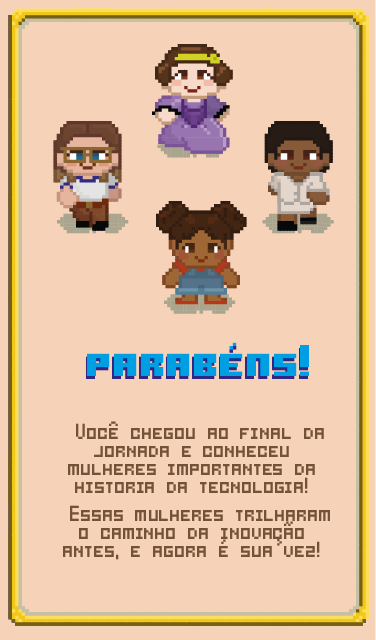 PARABÉNS!
VOCÊ CHEGOU AO FINAL DA
JORNADA E CONHECEU
MULHERES IMPORTANTES DA
HISTORIA DA TECNOLOGIA!
ESSAS MULHERES TRILHARAM
O CAMINHO DA INOVAÇÃO
ANTES, E AGORA É SUA VEZ!